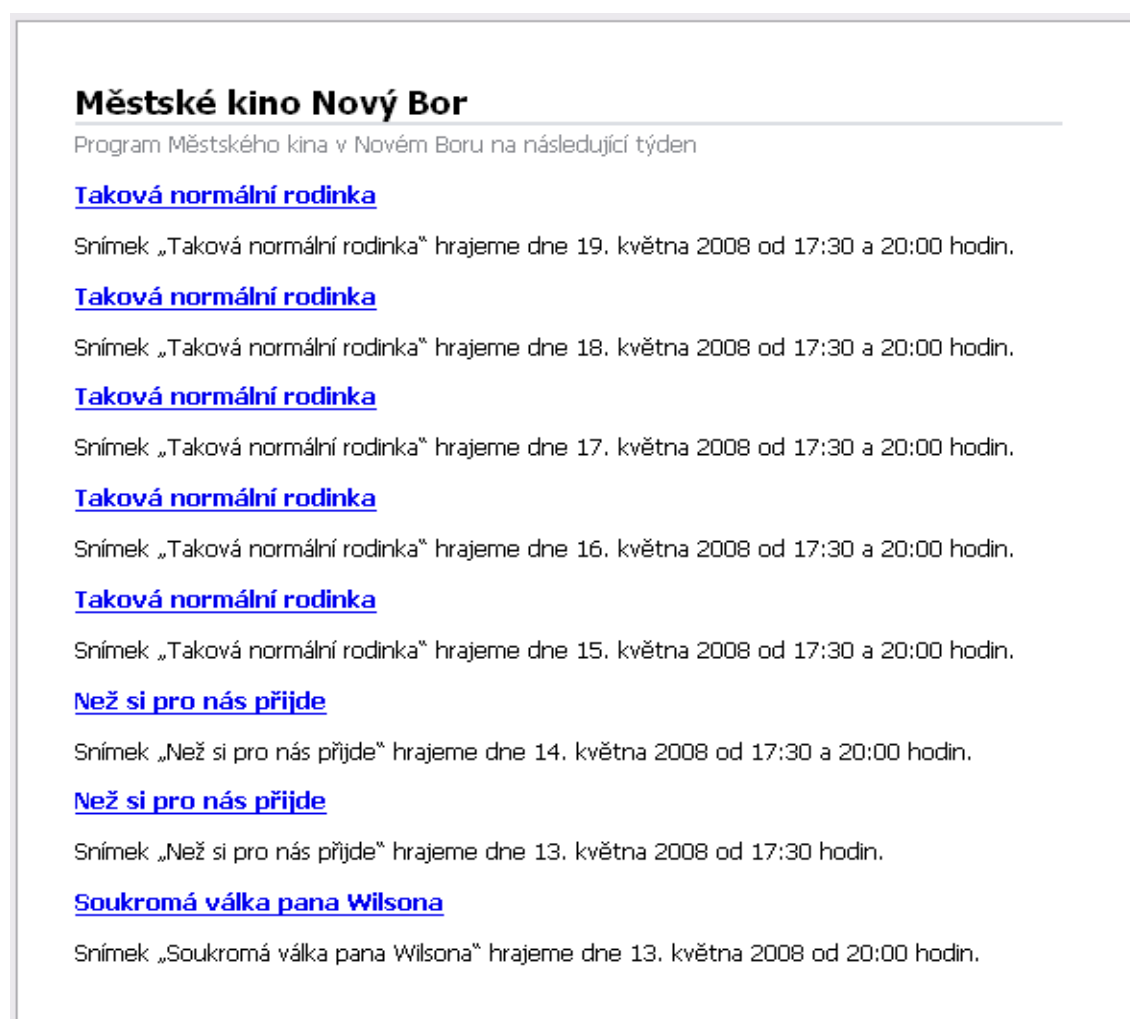 Městské kino Nový Bor
Program Městského kina v Novém Boru na následující týden
Taková normální rodinka
Snímek „Taková normální rodinka“ hrajeme dne 19. května 2008 od 17:30 a 20:00 hodin.
Taková normální rodinka
Snímek „Taková normální rodinka“ hrajeme dne 18. května 2008 od 17:30 a 20:00 hodin.
Taková normální rodinka
Snímek „Taková normální rodinka“ hrajeme dne 17. května 2008 od 17:30 a 20:00 hodin.
Taková normální rodinka
Snímek „Taková normální rodinka“ hrajeme dne 16. května 2008 od 17:30 a 20:00 hodin.
Taková normální rodinka
Snímek „Taková normální rodinka“ hrajeme dne 15. května 2008 od 17:30 a 20:00 hodin.
Než si pro nás přijde
Snímek „Než si pro nás přijde“ hrajeme dne 14. května 2008 od 17:30 a 20:00 hodin.
Než si pro nás přijde
Snímek „Než si pro nás přijde“ hrajeme dne 13. května 2008 od 17:30 hodin.
Soukromá válka pana Wilsona
Snímek „Soukromá válka pana Wilsona“ hrajeme dne 13. května 2008 od 20:00 hodin.